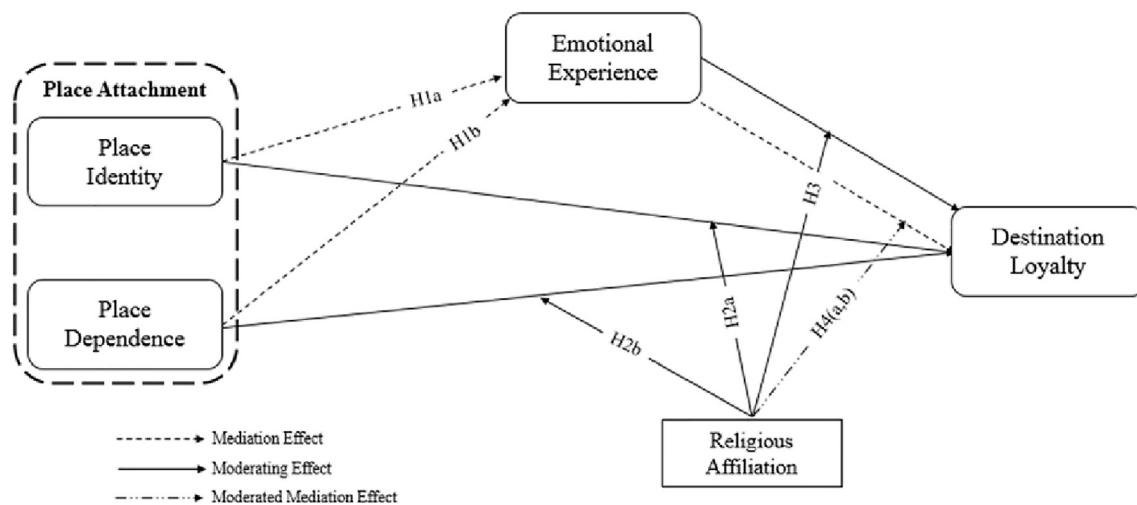 Emotional
Experience
Place Attachment
H1a
Place
Identity
H1b
H3
Destination
Loyalty
Place
Dependence
H2a
H4(a,b)
H2b
Religious
Affiliation
Mediation Effect
Moderating Effect
Moderated Mediation Effect